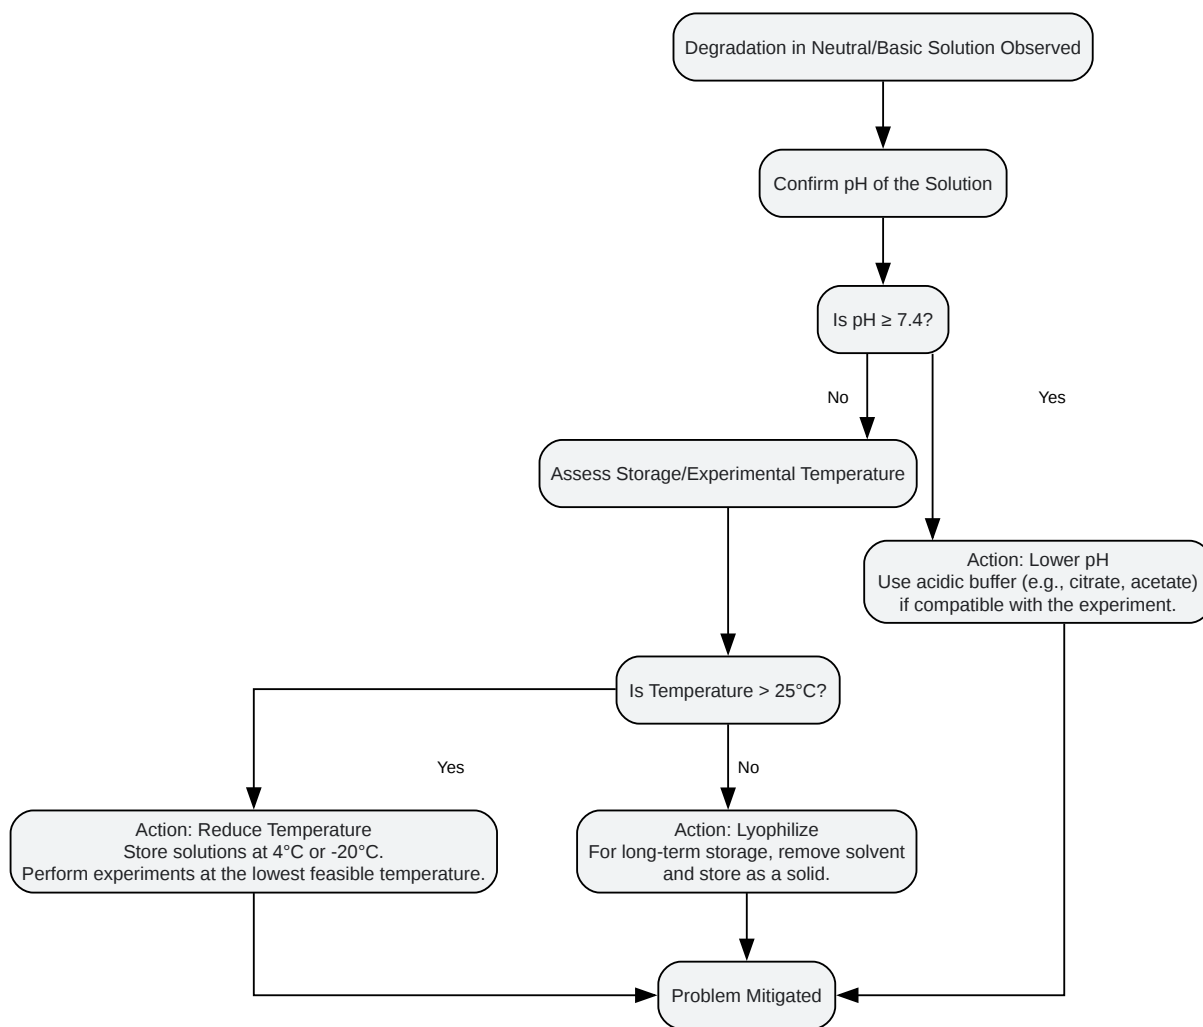 Degradation in Neutral/Basic Solution Observed
Confirm pH of the Solution
Is pH ≥ 7.4?
No
Yes
Assess Storage/Experimental Temperature
Action: Lower pH
Use acidic buffer (e.g., citrate, acetate)
if compatible with the experiment.
Is Temperature > 25°C?
Yes
No
Action: Reduce Temperature
Store solutions at 4°C or -20°C.
Perform experiments at the lowest feasible temperature.
Action: Lyophilize
For long-term storage, remove solvent
and store as a solid.
Problem Mitigated